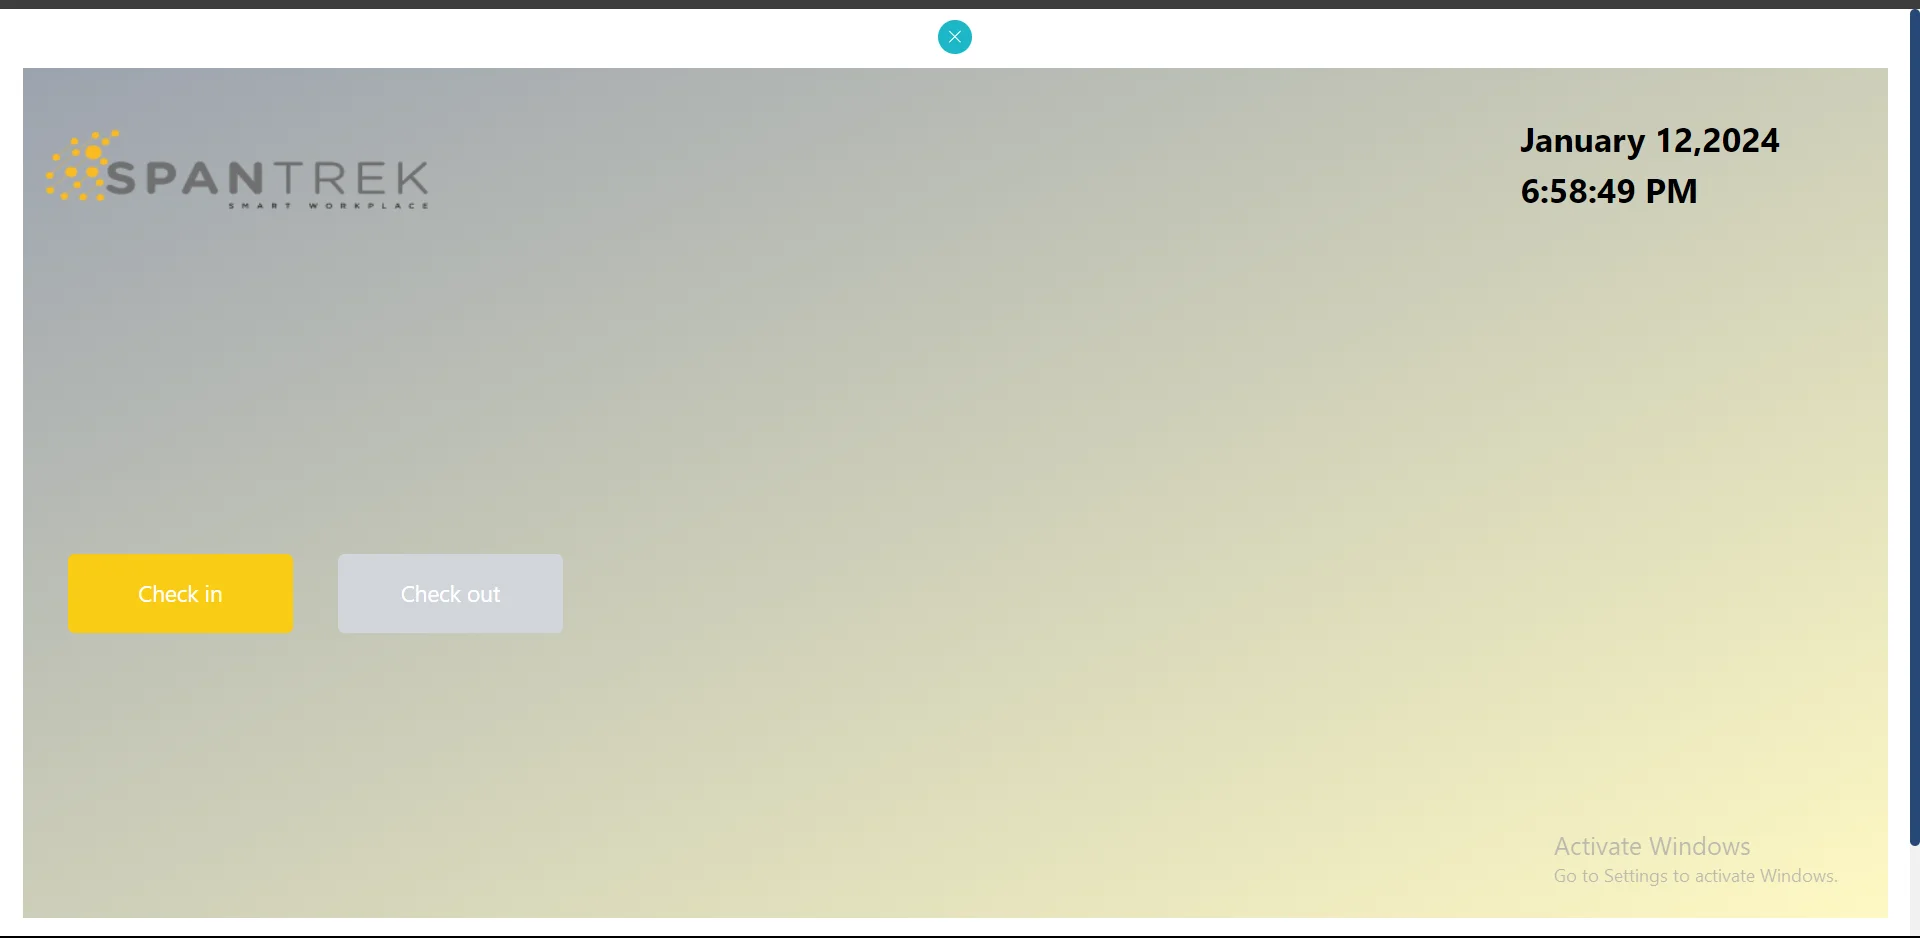 SPANTREK
SMART WORKPLACE
January 12,2024
6:58:49 PM
Check in
Check out
Activate Windows
Go to Settings to activate Windows.